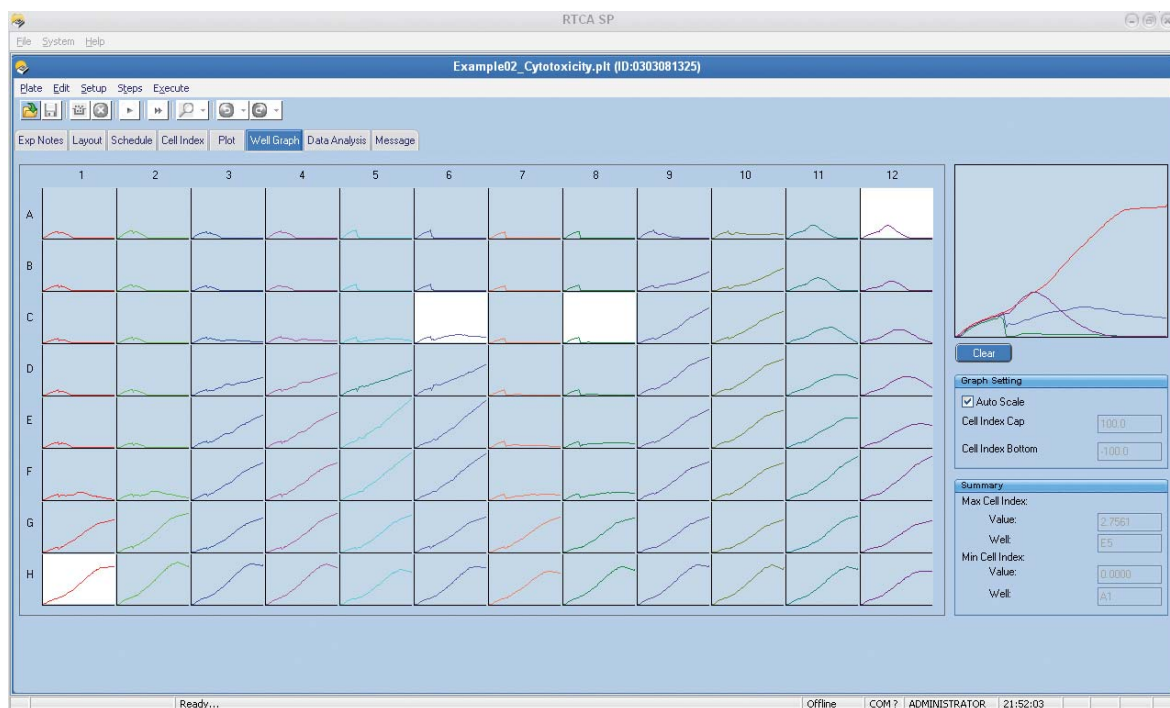 RTCA SP
File System Help
Example02_Cytotoxicity.plt (ID:0303081325)
Plate Edit Setup Steps Execute
Exp Notes Layout Schedule Cell Index Plot Well Graph Data Analysis Message
1 2 3 4 5 6 7 8 9 10 11 12
A
B
C
D
E
F
G
H
Clear
Graph Setting
Auto Scale
Cell Index Cap 100.0
Cell Index Bottom -100.0
Summary
Max Cell Index:
Value: 2.7561
Well: E5
Min Cell Index:
Value: 0.0000
Well: A1
Ready... Offline COM ? ADMINISTRATOR 21:52:03